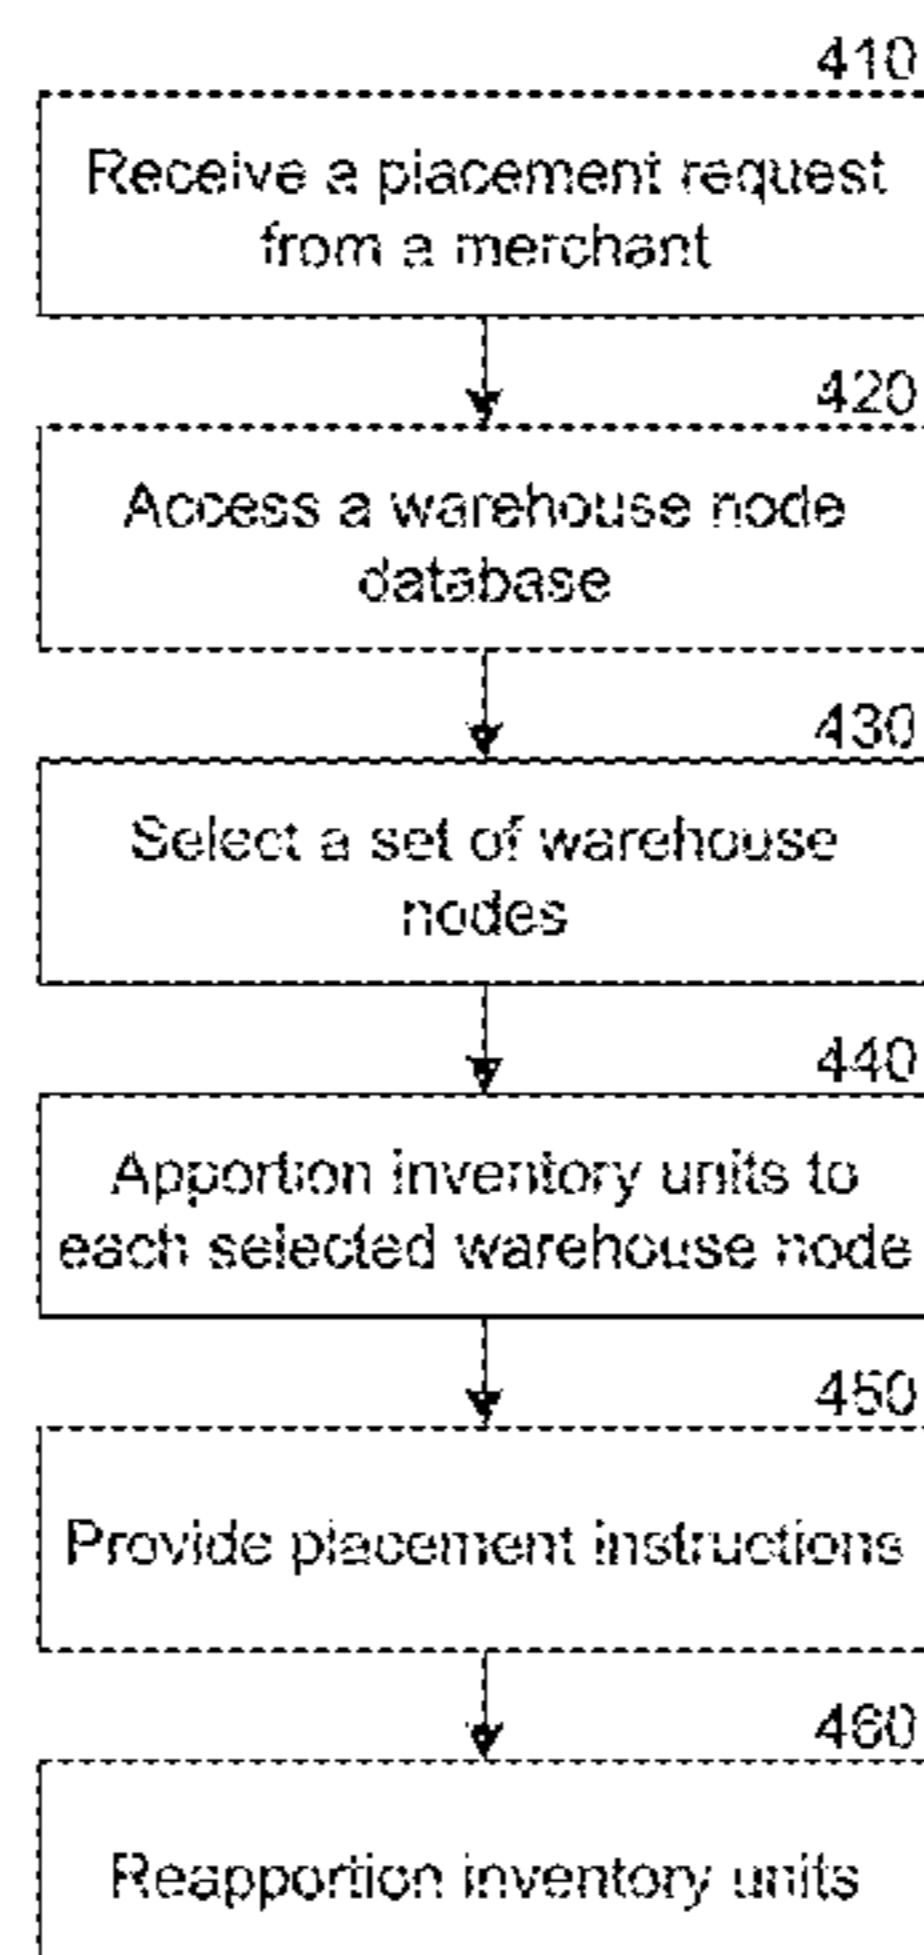 410
Receive a placement request
from a merchant
420
Access a warehouse node
database
430
Select a set of warehouse
nodes
440
Apportion inventory units to
each selected warehouse node
450
Provide placement instructions
460
Reapportion inventory units